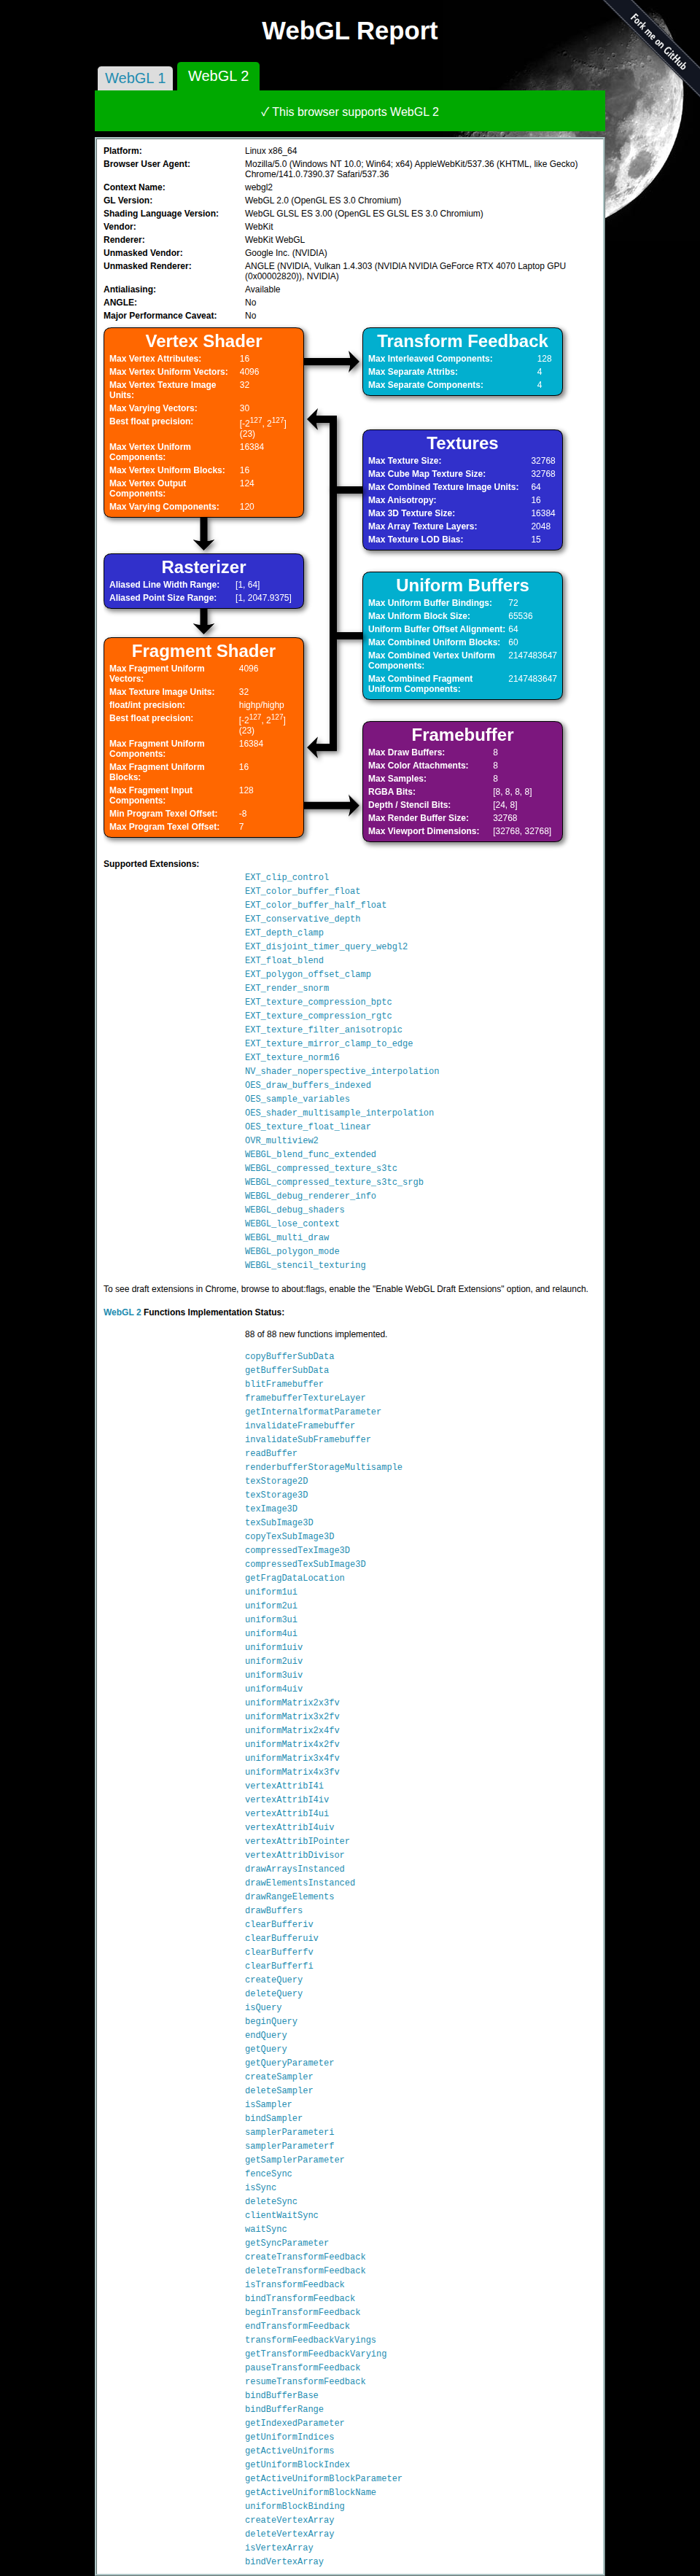 WebGL Report
Fork me on GitHub
WebGL 1
WebGL 2
✓ This browser supports WebGL 2
Platform: Linux x86_64
Browser User Agent: Mozilla/5.0 (Windows NT 10.0; Win64; x64) AppleWebKit/537.36 (KHTML, like Gecko)
Chrome/141.0.7390.37 Safari/537.36
Context Name: webgl2
GL Version: WebGL 2.0 (OpenGL ES 3.0 Chromium)
Shading Language Version: WebGL GLSL ES 3.00 (OpenGL ES GLSL ES 3.0 Chromium)
Vendor: WebKit
Renderer: WebKit WebGL
Unmasked Vendor: Google Inc. (NVIDIA)
Unmasked Renderer: ANGLE (NVIDIA, Vulkan 1.4.303 (NVIDIA NVIDIA GeForce RTX 4070 Laptop GPU
(0x00002820)), NVIDIA)
Antialiasing: Available
ANGLE: No
Major Performance Caveat: No
Vertex Shader
Max Vertex Attributes: 16
Max Vertex Uniform Vectors: 4096
Max Vertex Texture Image 32
Units:
Max Varying Vectors: 30
Best float precision: [-2^127, 2^127]
(23)
Max Vertex Uniform 16384
Components:
Max Vertex Uniform Blocks: 16
Max Vertex Output 124
Components:
Max Varying Components: 120
Transform Feedback
Max Interleaved Components: 128
Max Separate Attribs: 4
Max Separate Components: 4
Textures
Max Texture Size: 32768
Max Cube Map Texture Size: 32768
Max Combined Texture Image Units: 64
Max Anisotropy: 16
Max 3D Texture Size: 16384
Max Array Texture Layers: 2048
Max Texture LOD Bias: 15
Rasterizer
Aliased Line Width Range: [1, 64]
Aliased Point Size Range: [1, 2047.9375]
Uniform Buffers
Max Uniform Buffer Bindings: 72
Max Uniform Block Size: 65536
Uniform Buffer Offset Alignment: 64
Max Combined Uniform Blocks: 60
Max Combined Vertex Uniform 2147483647
Components:
Max Combined Fragment 2147483647
Uniform Components:
Fragment Shader
Max Fragment Uniform 4096
Vectors:
Max Texture Image Units: 32
float/int precision: highp/highp
Best float precision: [-2^127, 2^127]
(23)
Max Fragment Uniform 16384
Components:
Max Fragment Uniform 16
Blocks:
Max Fragment Input 128
Components:
Min Program Texel Offset: -8
Max Program Texel Offset: 7
Framebuffer
Max Draw Buffers: 8
Max Color Attachments: 8
Max Samples: 8
RGBA Bits: [8, 8, 8, 8]
Depth / Stencil Bits: [24, 8]
Max Render Buffer Size: 32768
Max Viewport Dimensions: [32768, 32768]
Supported Extensions:
EXT_clip_control
EXT_color_buffer_float
EXT_color_buffer_half_float
EXT_conservative_depth
EXT_depth_clamp
EXT_disjoint_timer_query_webgl2
EXT_float_blend
EXT_polygon_offset_clamp
EXT_render_snorm
EXT_texture_compression_bptc
EXT_texture_compression_rgtc
EXT_texture_filter_anisotropic
EXT_texture_mirror_clamp_to_edge
EXT_texture_norm16
NV_shader_noperspective_interpolation
OES_draw_buffers_indexed
OES_sample_variables
OES_shader_multisample_interpolation
OES_texture_float_linear
OVR_multiview2
WEBGL_blend_func_extended
WEBGL_compressed_texture_s3tc
WEBGL_compressed_texture_s3tc_srgb
WEBGL_debug_renderer_info
WEBGL_debug_shaders
WEBGL_lose_context
WEBGL_multi_draw
WEBGL_polygon_mode
WEBGL_stencil_texturing
To see draft extensions in Chrome, browse to about:flags, enable the "Enable WebGL Draft Extensions" option, and relaunch.
WebGL 2 Functions Implementation Status:
88 of 88 new functions implemented.
copyBufferSubData
getBufferSubData
blitFramebuffer
framebufferTextureLayer
getInternalformatParameter
invalidateFramebuffer
invalidateSubFramebuffer
readBuffer
renderbufferStorageMultisample
texStorage2D
texStorage3D
texImage3D
texSubImage3D
copyTexSubImage3D
compressedTexImage3D
compressedTexSubImage3D
getFragDataLocation
uniform1ui
uniform2ui
uniform3ui
uniform4ui
uniform1uiv
uniform2uiv
uniform3uiv
uniform4uiv
uniformMatrix2x3fv
uniformMatrix3x2fv
uniformMatrix2x4fv
uniformMatrix4x2fv
uniformMatrix3x4fv
uniformMatrix4x3fv
vertexAttribI4i
vertexAttribI4iv
vertexAttribI4ui
vertexAttribI4uiv
vertexAttribIPointer
vertexAttribDivisor
drawArraysInstanced
drawElementsInstanced
drawRangeElements
drawBuffers
clearBufferiv
clearBufferuiv
clearBufferfv
clearBufferfi
createQuery
deleteQuery
isQuery
beginQuery
endQuery
getQuery
getQueryParameter
createSampler
deleteSampler
isSampler
bindSampler
samplerParameteri
samplerParameterf
getSamplerParameter
fenceSync
isSync
deleteSync
clientWaitSync
waitSync
getSyncParameter
createTransformFeedback
deleteTransformFeedback
isTransformFeedback
bindTransformFeedback
beginTransformFeedback
endTransformFeedback
transformFeedbackVaryings
getTransformFeedbackVarying
pauseTransformFeedback
resumeTransformFeedback
bindBufferBase
bindBufferRange
getIndexedParameter
getUniformIndices
getActiveUniforms
getUniformBlockIndex
getActiveUniformBlockParameter
getActiveUniformBlockName
uniformBlockBinding
createVertexArray
deleteVertexArray
isVertexArray
bindVertexArray